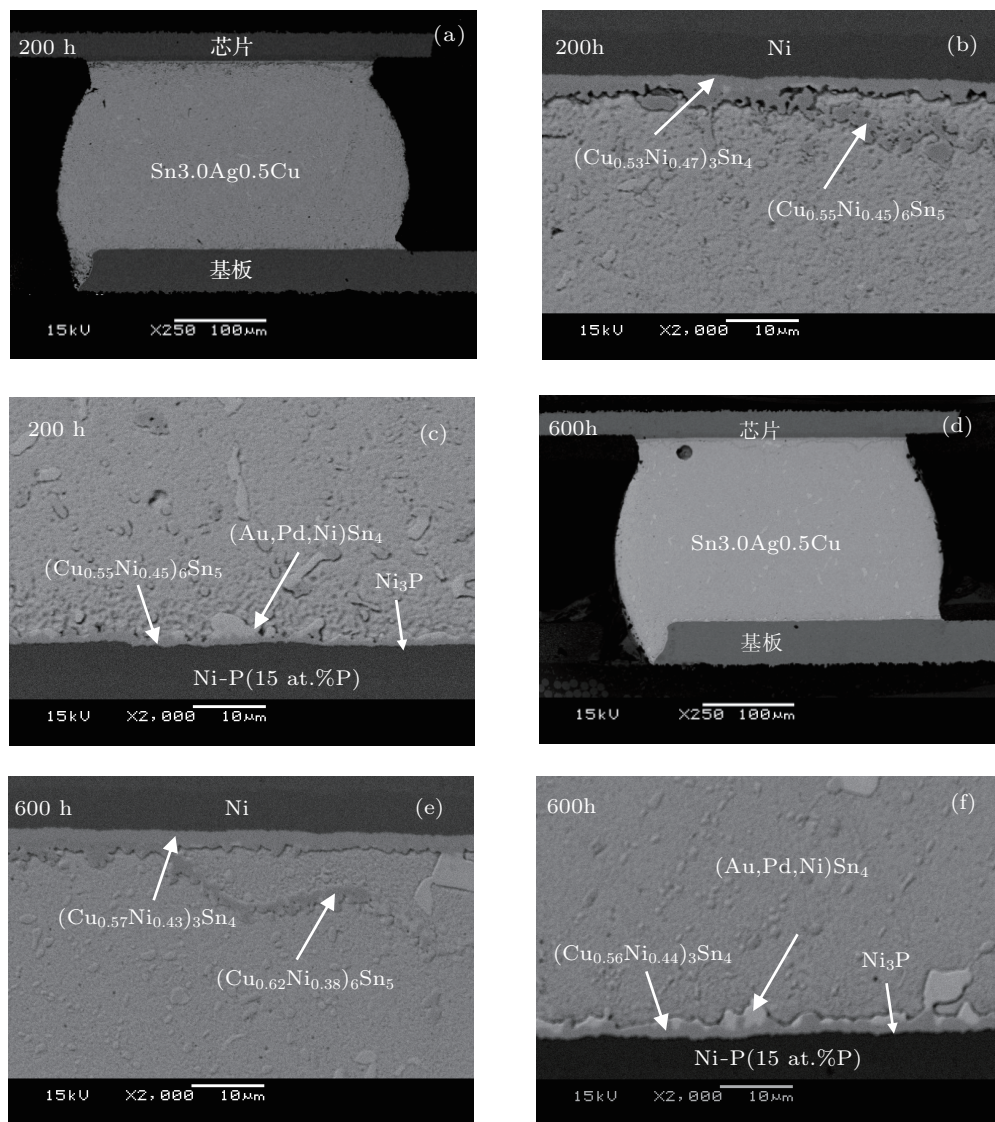 200 h
芯片
(a)
Sn3.0Ag0.5Cu
基板
15kV X250 100μm
200h
Ni
(b)
(Cu0.53Ni0.47)3Sn4
(Cu0.55Ni0.45)6Sn5
15kV X2,000 10μm
200 h
(c)
(Au,Pd,Ni)Sn4
(Cu0.55Ni0.45)6Sn5
Ni3P
Ni-P(15 at.%P)
15kV X2,000 10μm
600h
芯片
(d)
Sn3.0Ag0.5Cu
基板
15kV X250 100μm
600 h
Ni
(e)
(Cu0.57Ni0.43)3Sn4
(Cu0.62Ni0.38)6Sn5
15kV X2,000 10μm
600h
(f)
(Au,Pd,Ni)Sn4
(Cu0.56Ni0.44)3Sn4
Ni3P
Ni-P(15 at.%P)
15kV X2,000 10μm